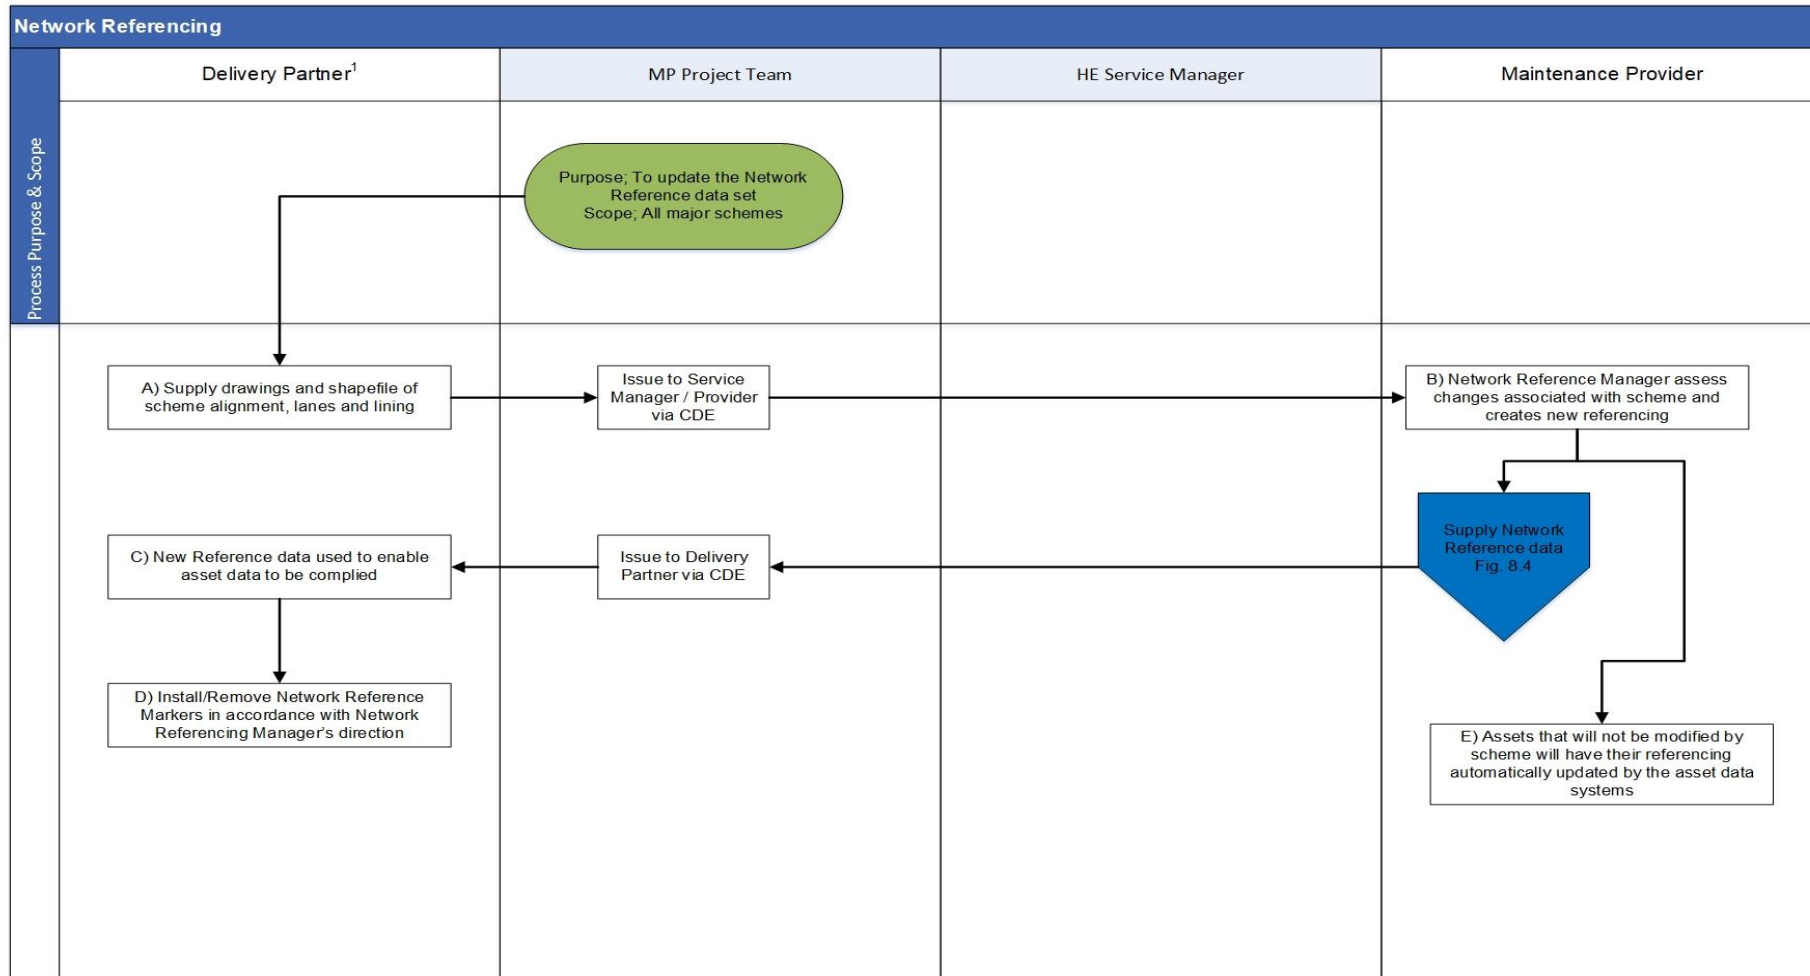 Network Referencing
Delivery Partner1
MP Project Team
HE Service Manager
Maintenance Provider
Process Purpose & Scope
Purpose; To update the Network
Reference data set
Scope; All major schemes
A) Supply drawings and shapefile of
scheme alignment, lanes and lining
Issue to Service
Manager / Provider
via CDE
B) Network Reference Manager assess
changes associated with scheme and
creates new referencing
Supply Network
Reference data
Fig. 8.4
Issue to Delivery
Partner via CDE
C) New Reference data used to enable
asset data to be complied
D) Install/Remove Network Reference
Markers in accordance with Network
Referencing Manager's direction
E) Assets that will not be modified by
scheme will have their referencing
automatically updated by the asset data
systems